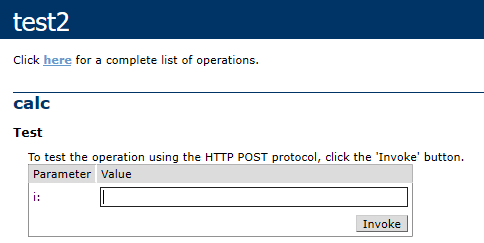 test2
Click here for a complete list of operations.
calc
Test
To test the operation using the HTTP POST protocol, click the 'Invoke' button.
Parameter Value
i:
Invoke